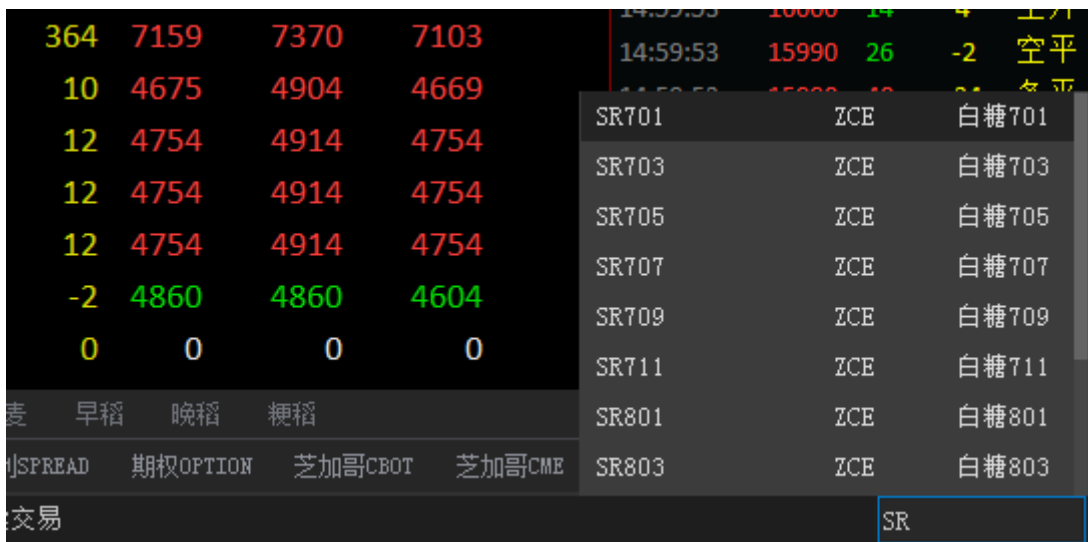 364 7159 7370 7103
14:59:53 15990 26 -2 空平
10 4675 4904 4669
12 4754 4914 4754
12 4754 4914 4754
12 4754 4914 4754
-2 4860 4860 4604
0 0 0 0
SR701 ZCE 白糖701
SR703 ZCE 白糖703
SR705 ZCE 白糖705
SR707 ZCE 白糖707
SR709 ZCE 白糖709
SR711 ZCE 白糖711
SR801 ZCE 白糖801
SR803 ZCE 白糖803
麦 早稻 晚稻 粳稻
SPREAD 期权OPTION 芝加哥CBOT 芝加哥CME
交易
SR